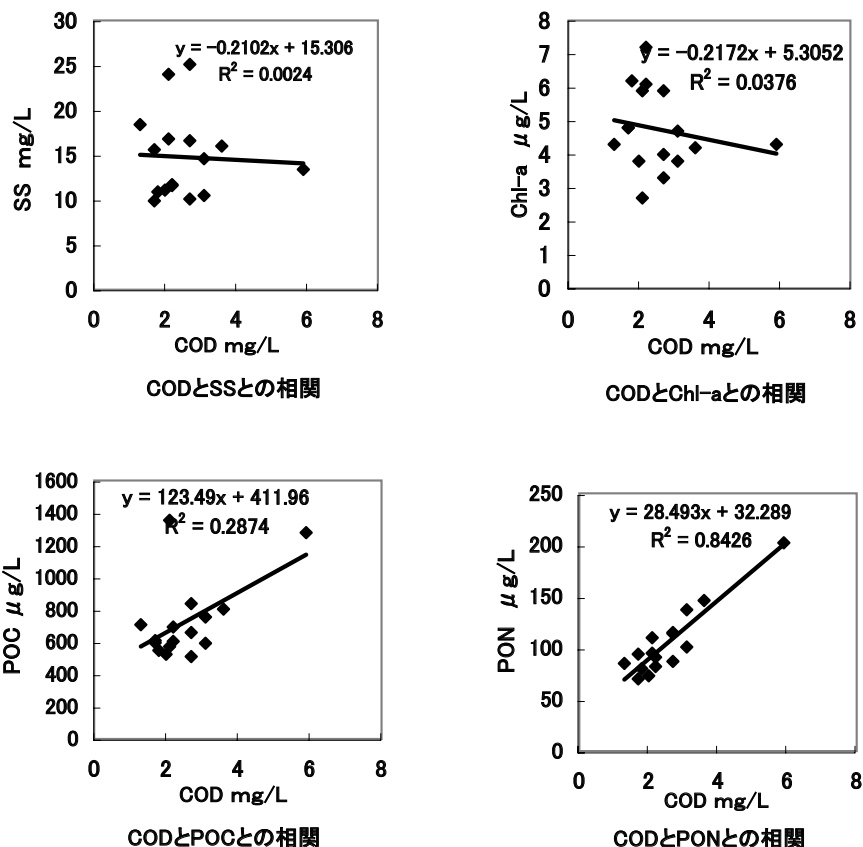 30
25
20
15
10
5
0
SS mg/L
y = -0.2102x + 15.306
R² = 0.0024
0 2 4 6 8
COD mg/L
CODとSSとの相関
8
7
6
5
4
3
2
1
0
Chl-a μg/L
y = -0.2172x + 5.3052
R² = 0.0376
0 2 4 6 8
COD mg/L
CODとChl-aとの相関
1600
1400
1200
1000
800
600
400
200
0
POC μg/L
y = 123.49x + 411.96
R² = 0.2874
0 2 4 6 8
COD mg/L
CODとPOCとの相関
250
200
150
100
50
0
PON μg/L
y = 28.493x + 32.289
R² = 0.8426
0 2 4 6 8
COD mg/L
CODとPONとの相関